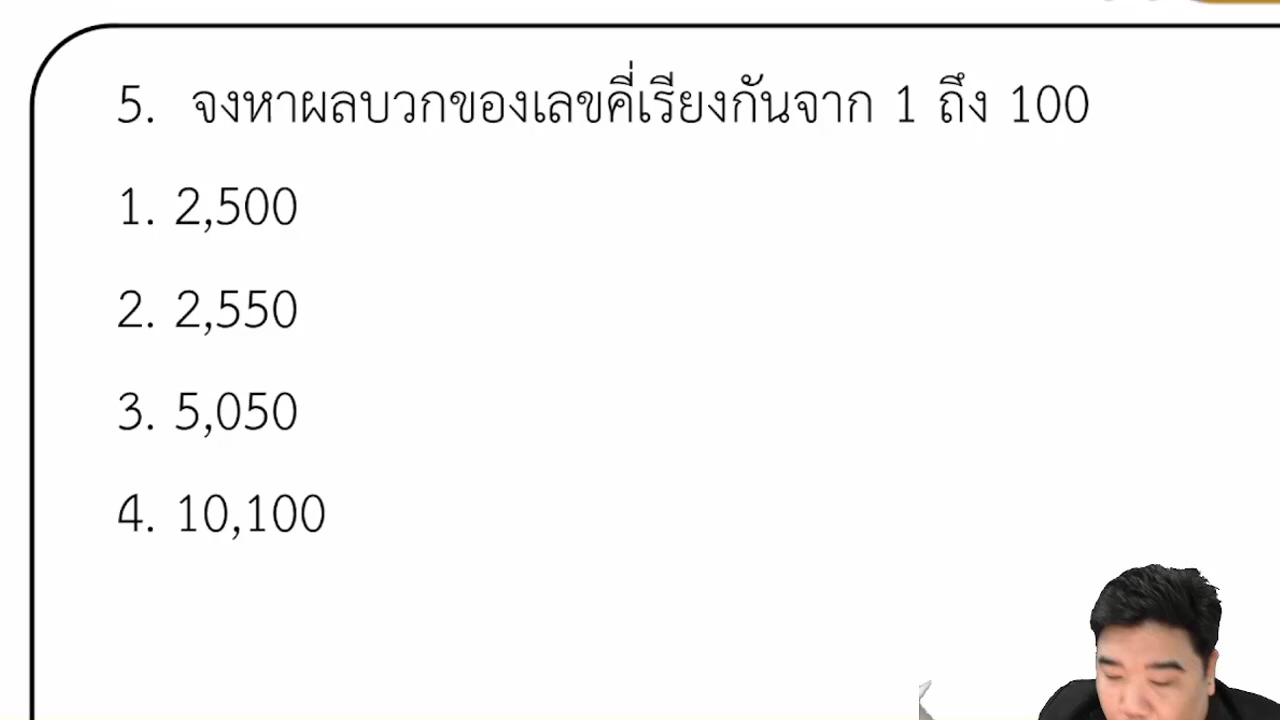 5. จงหาผลบวกของเลขคี่เรียงกันจาก 1 ถึง 100
1. 2,500
2. 2,550
3. 5,050
4. 10,100